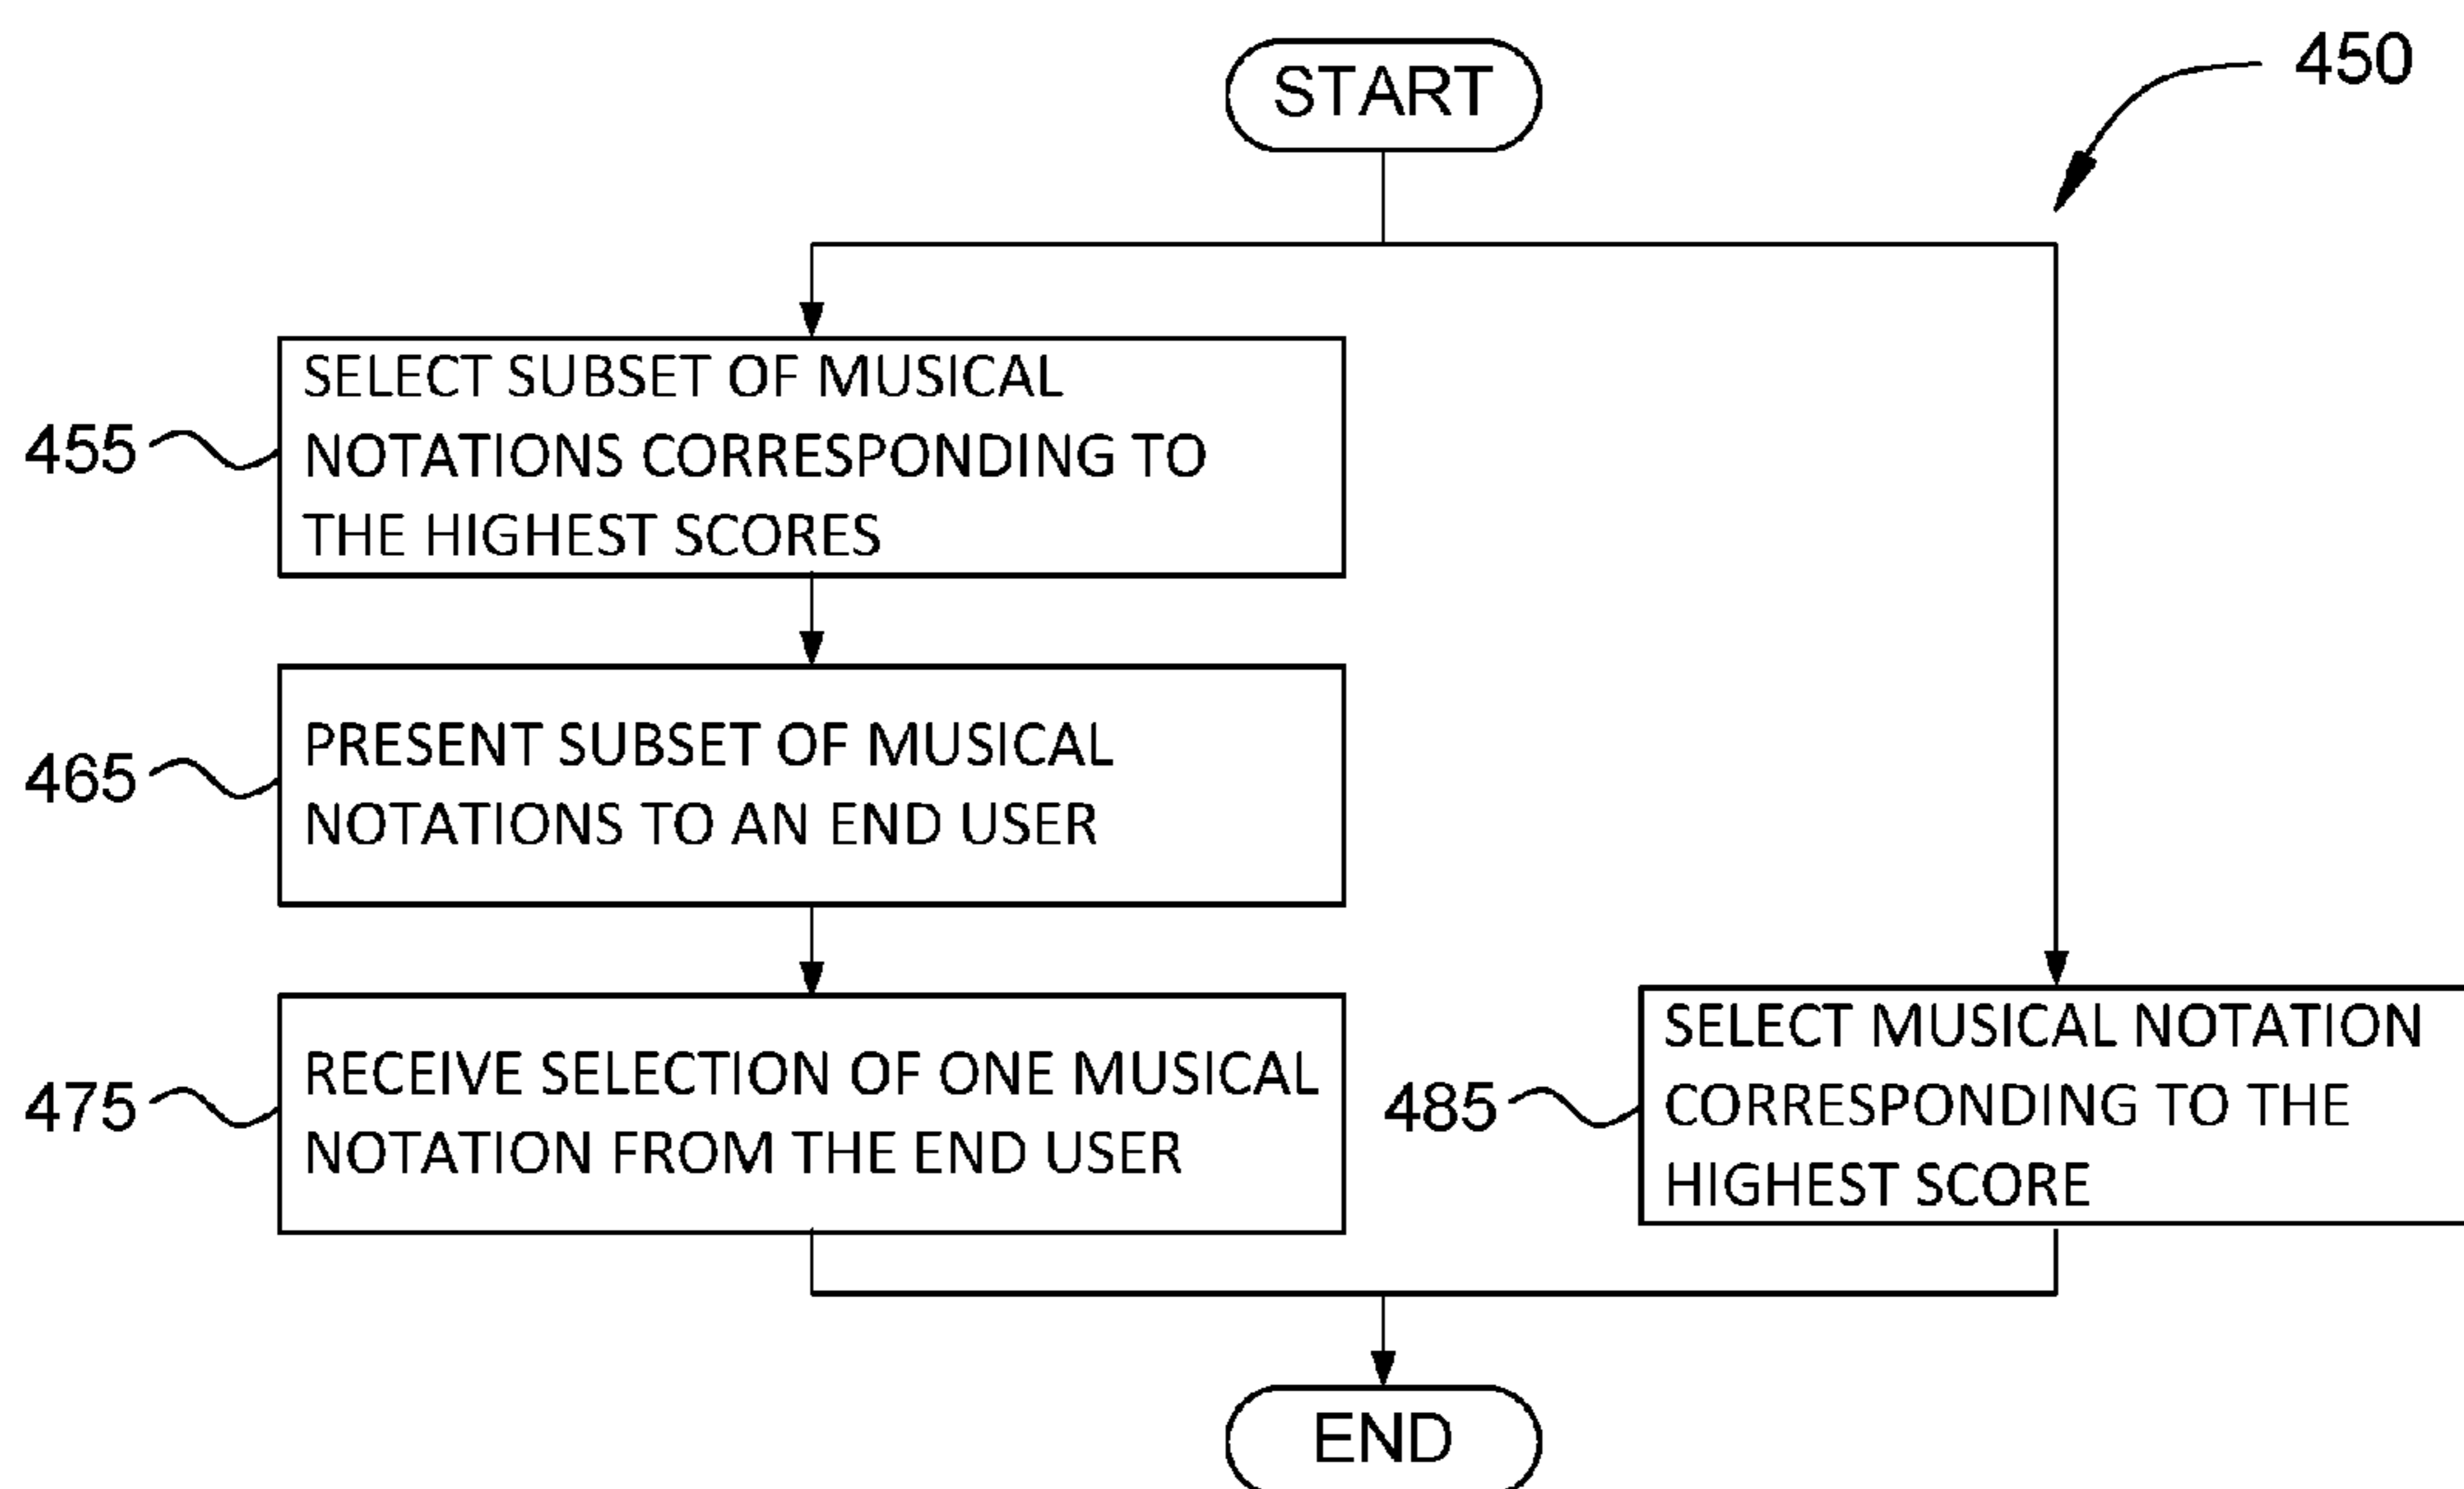 START
450
455
SELECT SUBSET OF MUSICAL
NOTATIONS CORRESPONDING TO
THE HIGHEST SCORES
465
PRESENT SUBSET OF MUSICAL
NOTATIONS TO AN END USER
475
RECEIVE SELECTION OF ONE MUSICAL
NOTATION FROM THE END USER
485
SELECT MUSICAL NOTATION
CORRESPONDING TO THE
HIGHEST SCORE
END